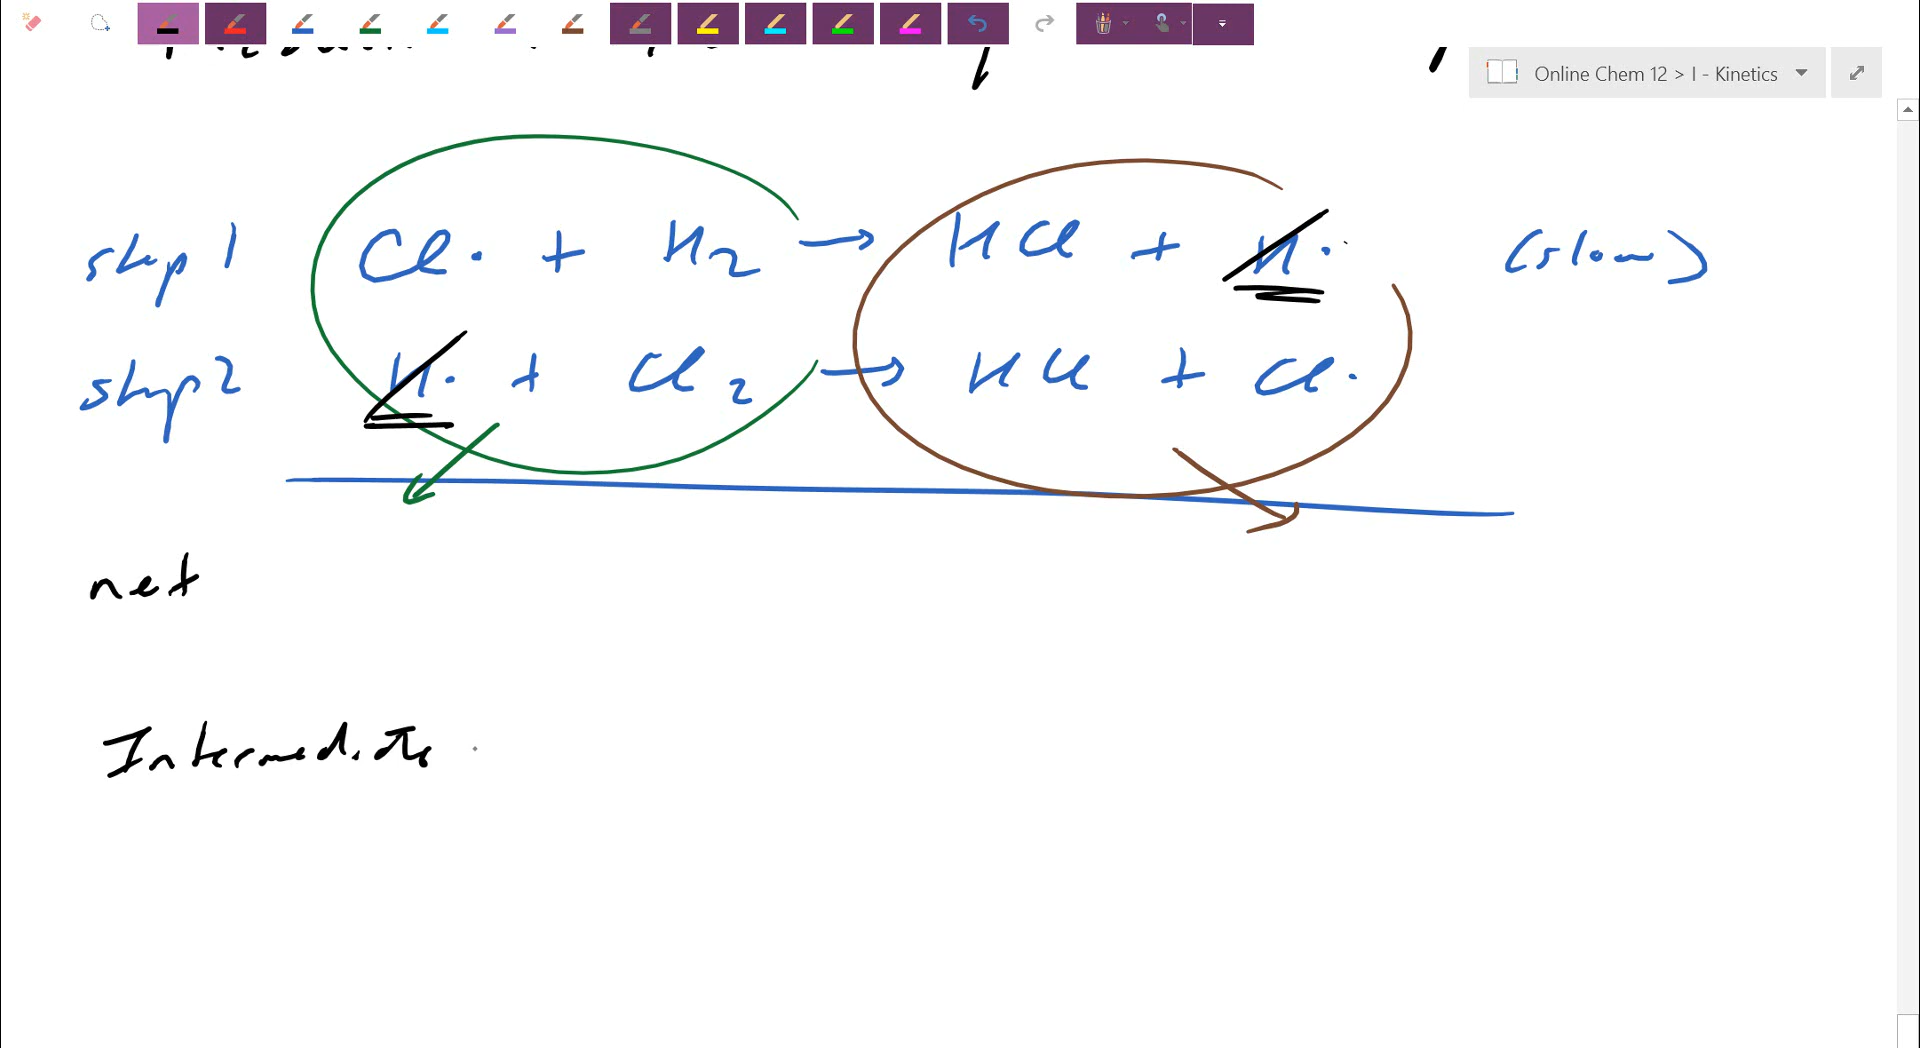 Online Chem 12 > I - Kinetics
step 1 Cl· + H2 → HCl + H· (slow)
step 2 H· + Cl2 → HCl + Cl·
net
Intermediate